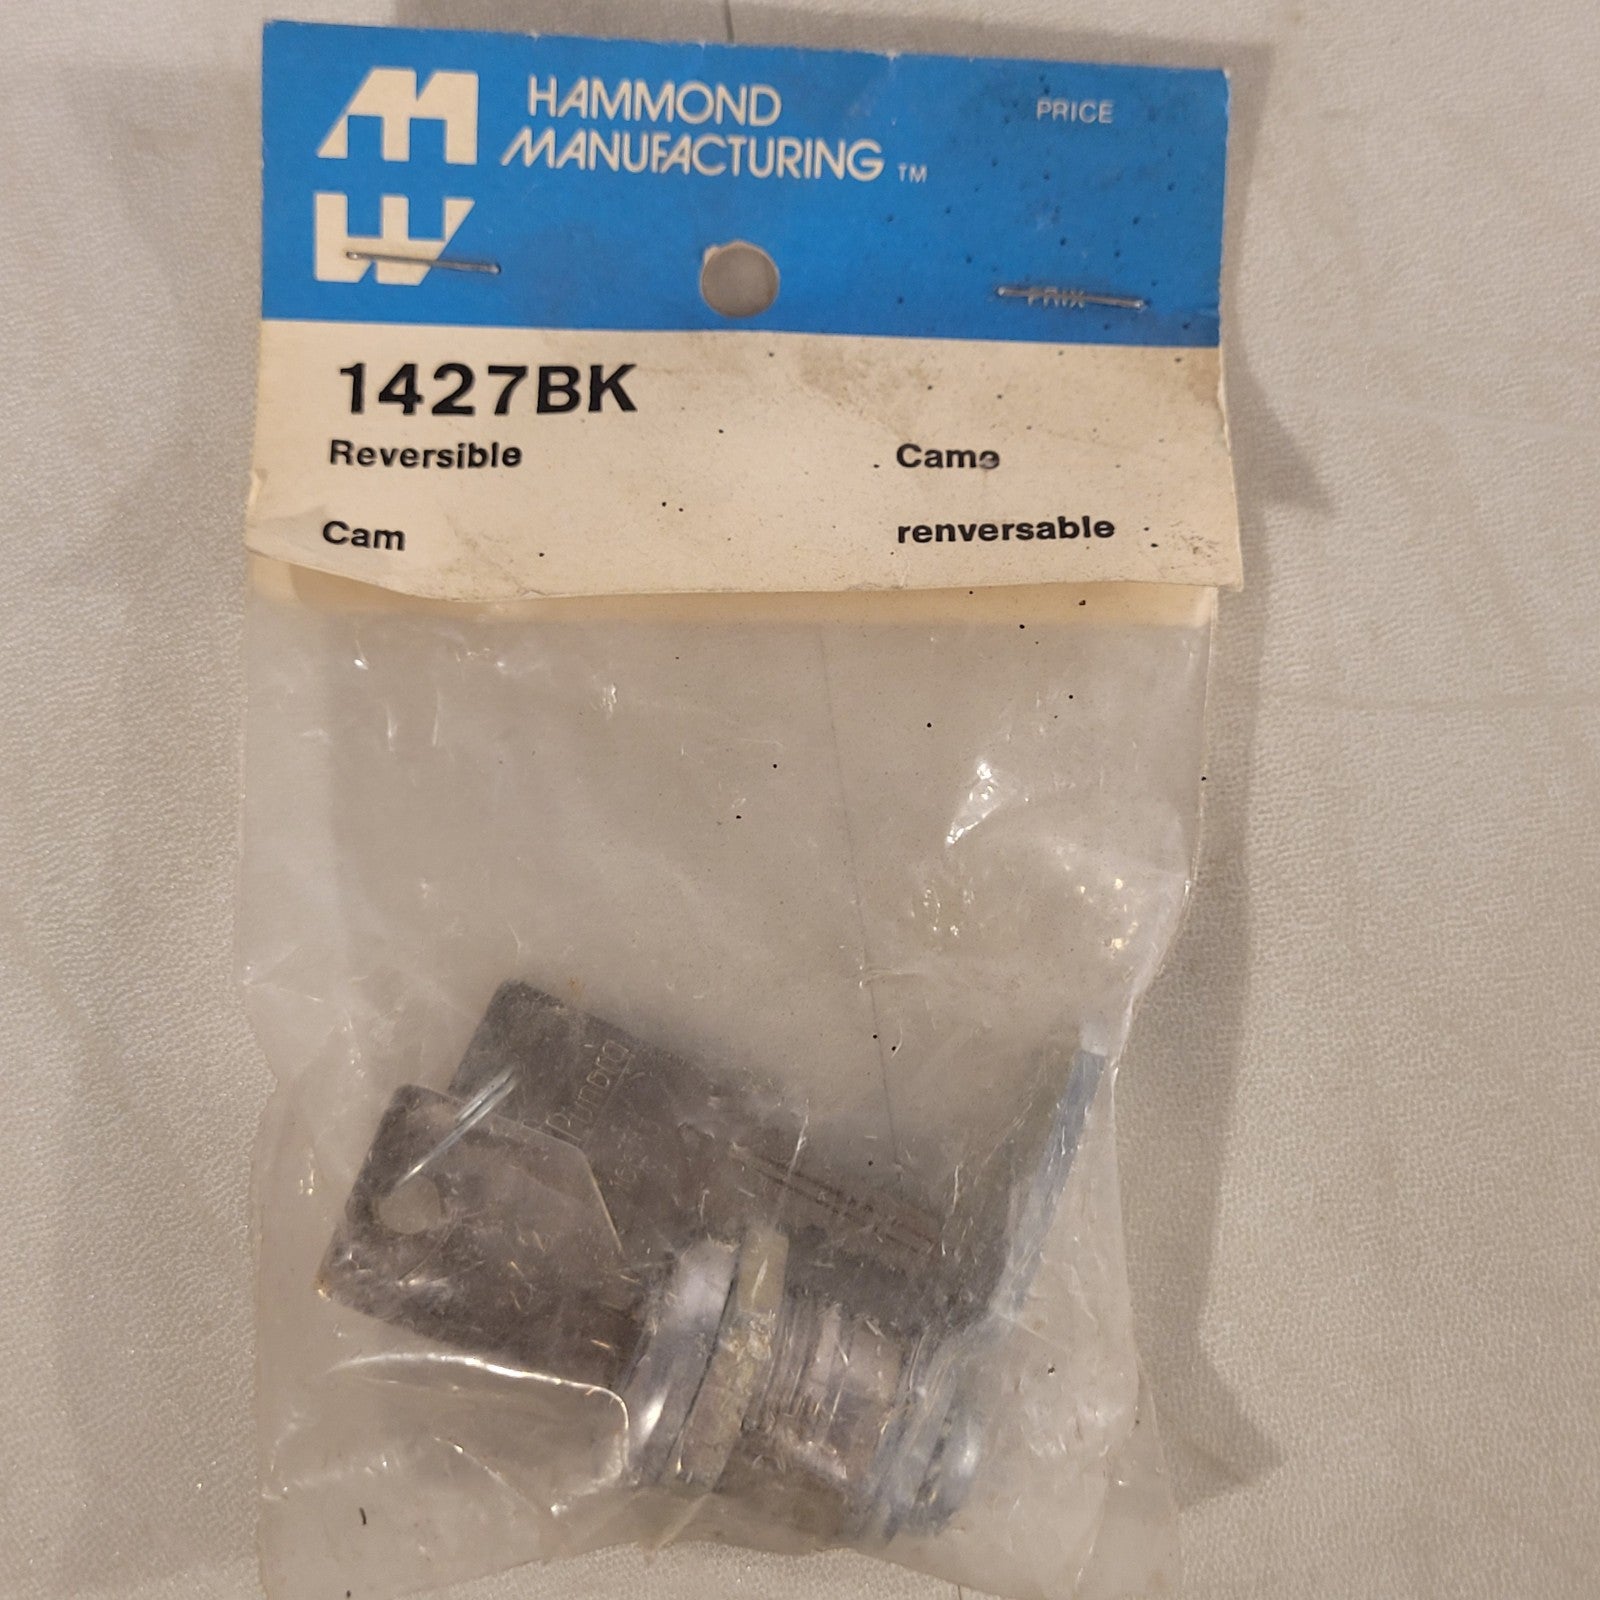 HAMMOND
MANUFACTURING TM
PRICE
PRIX
1427BK
Reversible
Cam
Came
renversable